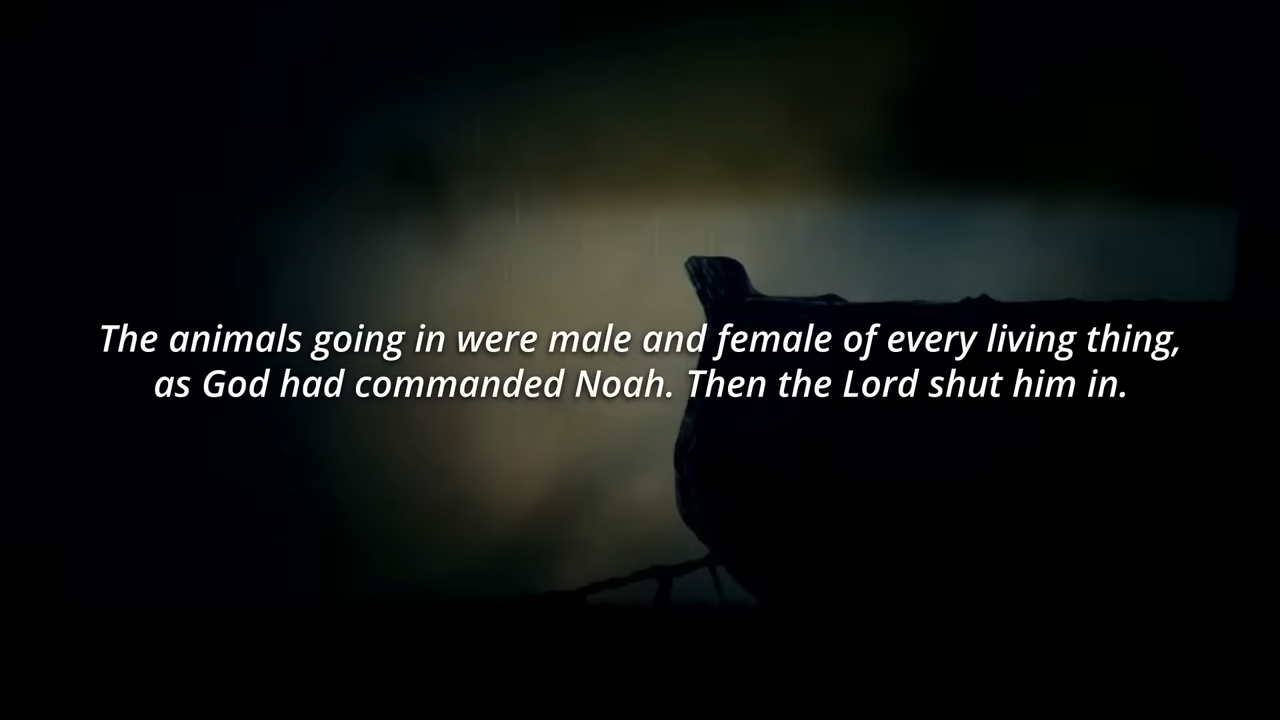 The animals going in were male and female of every living thing,
as God had commanded Noah. Then the Lord shut him in.